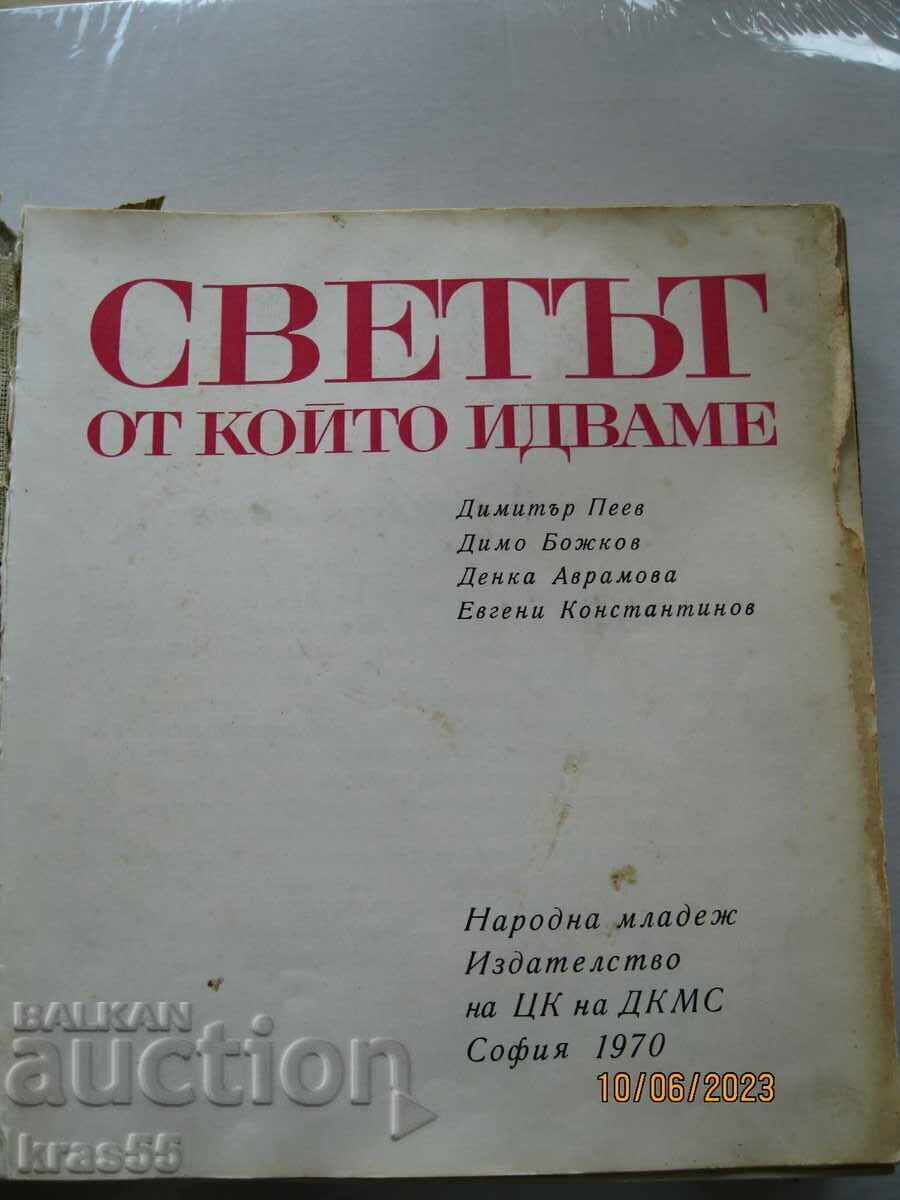 СВЕТЪТ
ОТ КОЙТО ИДВАМЕ
Димитър Пеев
Димо Божков
Денка Аврамова
Евгени Константинов
Народна младеж
Издателство
на ЦК на ДКМС
София 1970
10/06/2023
BALKAN
auction
kras55